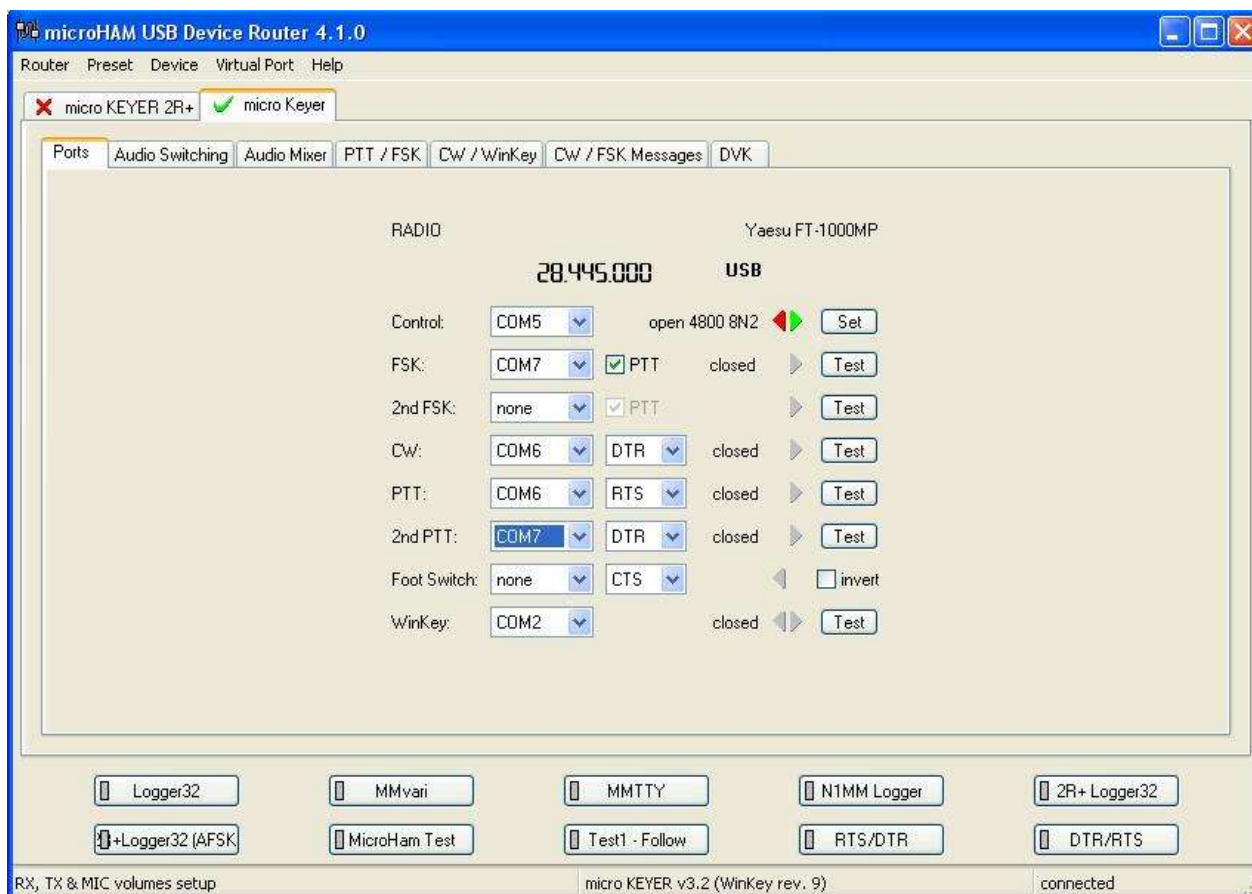 microHAM USB Device Router 4.1.0
Router Preset Device Virtual Port Help
micro KEYER 2R+ micro Keyer
Ports Audio Switching Audio Mixer PTT / FSK CW / WinKey CW / FSK Messages DVK
RADIO Yaesu FT-1000MP
28.445.000 USB
Control: COM5 open 4800 8N2 Set
FSK: COM7 PTT closed Test
2nd FSK: none PTT Test
CW: COM6 DTR closed Test
PTT: COM6 RTS closed Test
2nd PTT: COM7 DTR closed Test
Foot Switch: none CTS invert
WinKey: COM2 closed Test
Logger32 MMvari MMTTY N1MM Logger 2R+ Logger32
+Logger32 (AFSK MicroHam Test Test1 - Follow RTS/DTR DTR/RTS
RX, TX & MIC volumes setup micro KEYER v3.2 (WinKey rev. 9) connected